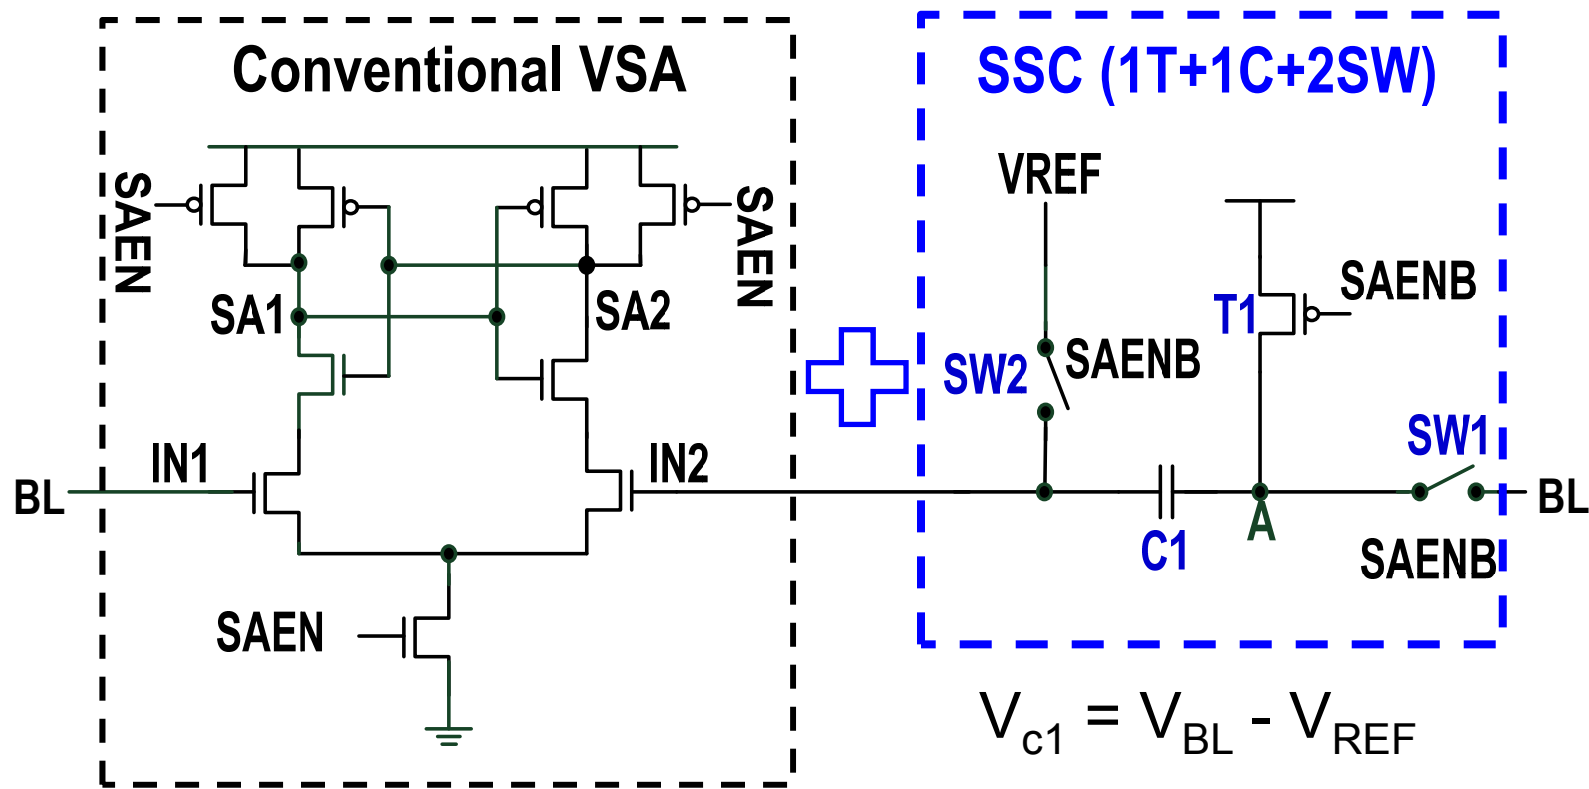 Conventional VSA
SSC (1T+1C+2SW)
VREF
SAEN
SAEN
SAENB
T1
SA1
SA2
SW2
SAENB
SW1
IN1
IN2
BL
BL
C1
A
SAENB
SAEN
Vc1 = VBL - VREF